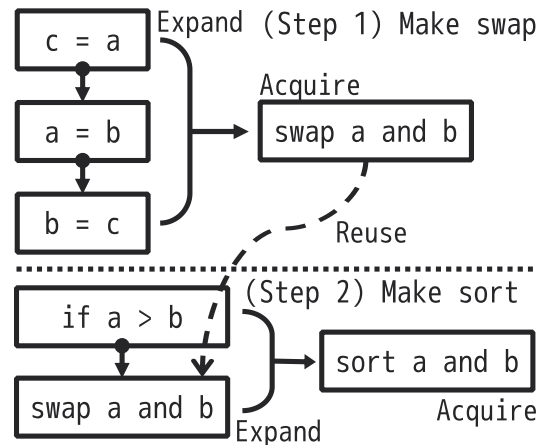 c = a
Expand
(Step 1) Make swap
a = b
Acquire
swap a and b
b = c
Reuse
(Step 2) Make sort
if a > b
sort a and b
swap a and b
Expand
Acquire